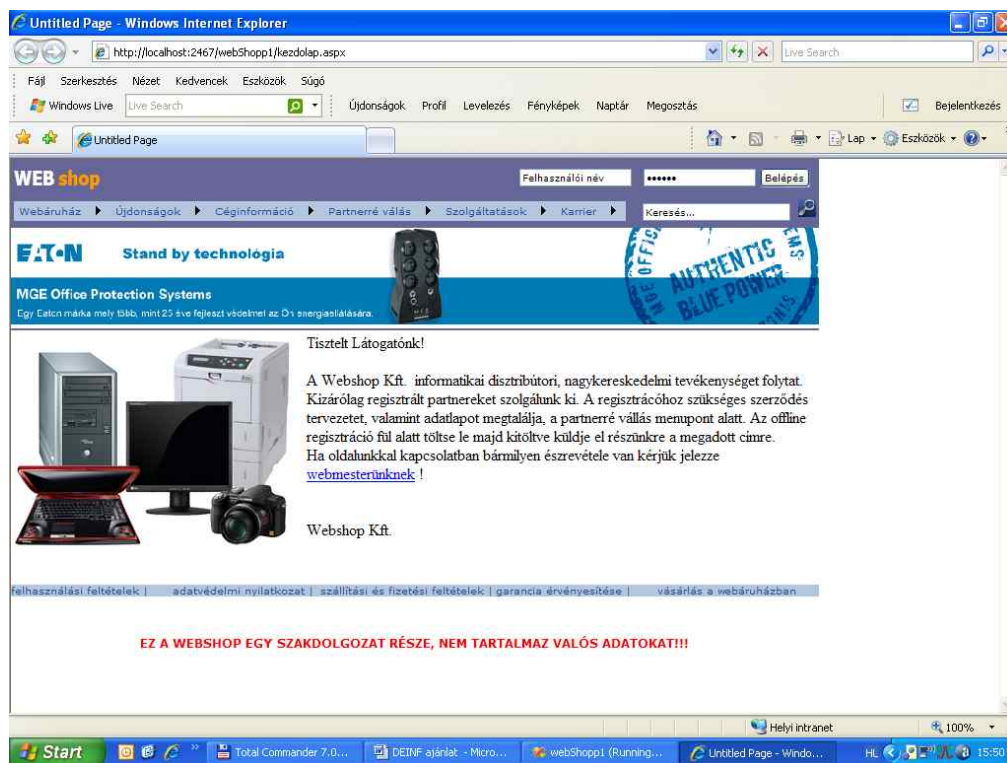 Untitled Page - Windows Internet Explorer
http://localhost:2467/webShopp1/kezdolap.aspx
Live Search
Fájl Szerkesztés Nézet Kedvencek Eszközök Súgó
Windows Live Live Search Újdonságok Profil Levelezés Fényképek Naptár Megosztás Bejelentkezés
Untitled Page Lap Eszközök
WEB shop Felhasználói név •••••• Belépés
Webáruház Újdonságok Céginformáció Partnerré válás Szolgáltatások Karrier Keresés...
EATON Stand by technológia
MGE Office Protection Systems
Egy Eaton márka mely több, mint 25 éve fejleszt védelmet az Ön energiaellátására.
AUTHENTIC
BLUE POWER
Tisztelt Látogatónk!
A Webshop Kft. informatikai disztribútori, nagykereskedelmi tevékenységet folytat.
Kizárólag regisztrált partnereket szolgálunk ki. A regisztrácóhoz szükséges szerződés
tervezetet, valamint adatlapot megtalálja, a partnerré vállás menupont alatt. Az offline
regisztráció fül alatt töltse le majd kitöltve küldje el részünkre a megadott címre.
Ha oldalunkkal kapcsolatban bármilyen észrevétele van kérjük jelezze
webmesterünknek !
Webshop Kft.
felhasználási feltételek | adatvédelmi nyilatkozat | szállítási és fizetési feltételek | garancia érvényesítése | vásárlás a webáruházban
EZ A WEBSHOP EGY SZAKDOLGOZAT RÉSZE, NEM TARTALMAZ VALÓS ADATOKAT!!!
Helyi intranet 100%
Start Total Commander 7.0... DEINF ajánlat - Micro... webShopp1 (Running... Untitled Page - Windo... HU 15:50